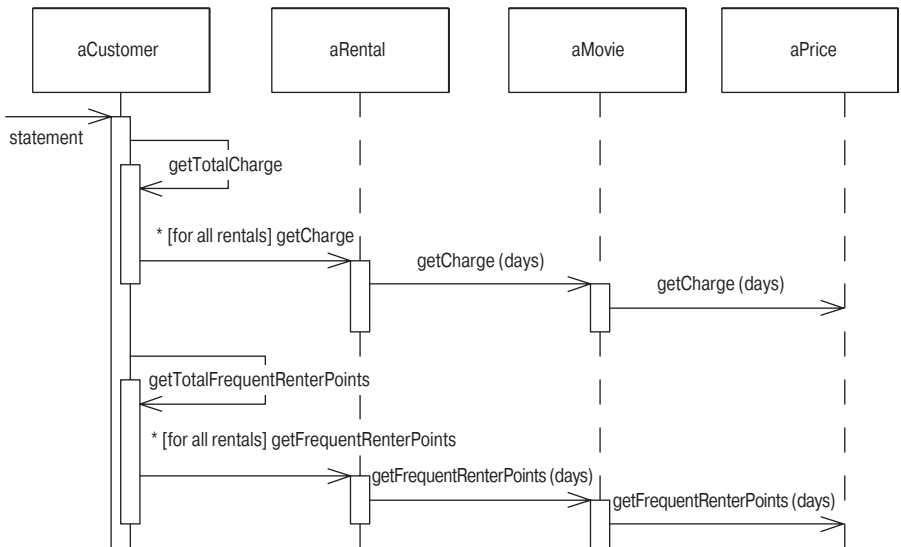 aCustomer
aRental
aMovie
aPrice
statement
getTotalCharge
* [for all rentals] getCharge
getCharge (days)
getCharge (days)
getTotalFrequentRenterPoints
* [for all rentals] getFrequentRenterPoints
getFrequentRenterPoints (days)
getFrequentRenterPoints (days)